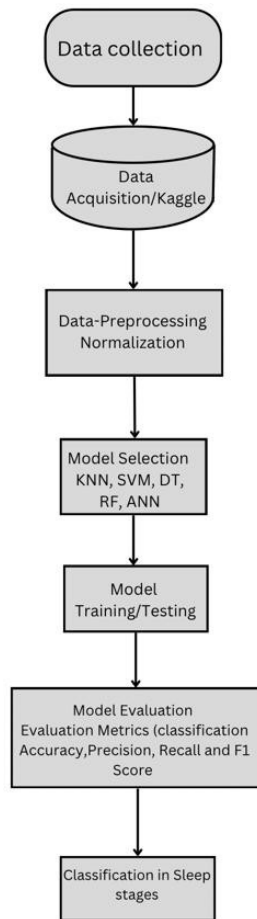 Data collection
Data
Acquisition/Kaggle
Data-Preprocessing
Normalization
Model Selection
KNN, SVM, DT,
RF, ANN
Model
Training/Testing
Model Evaluation
Evaluation Metrics (classification
Accuracy,Precision, Recall and F1
Score
Classification in Sleep
stages